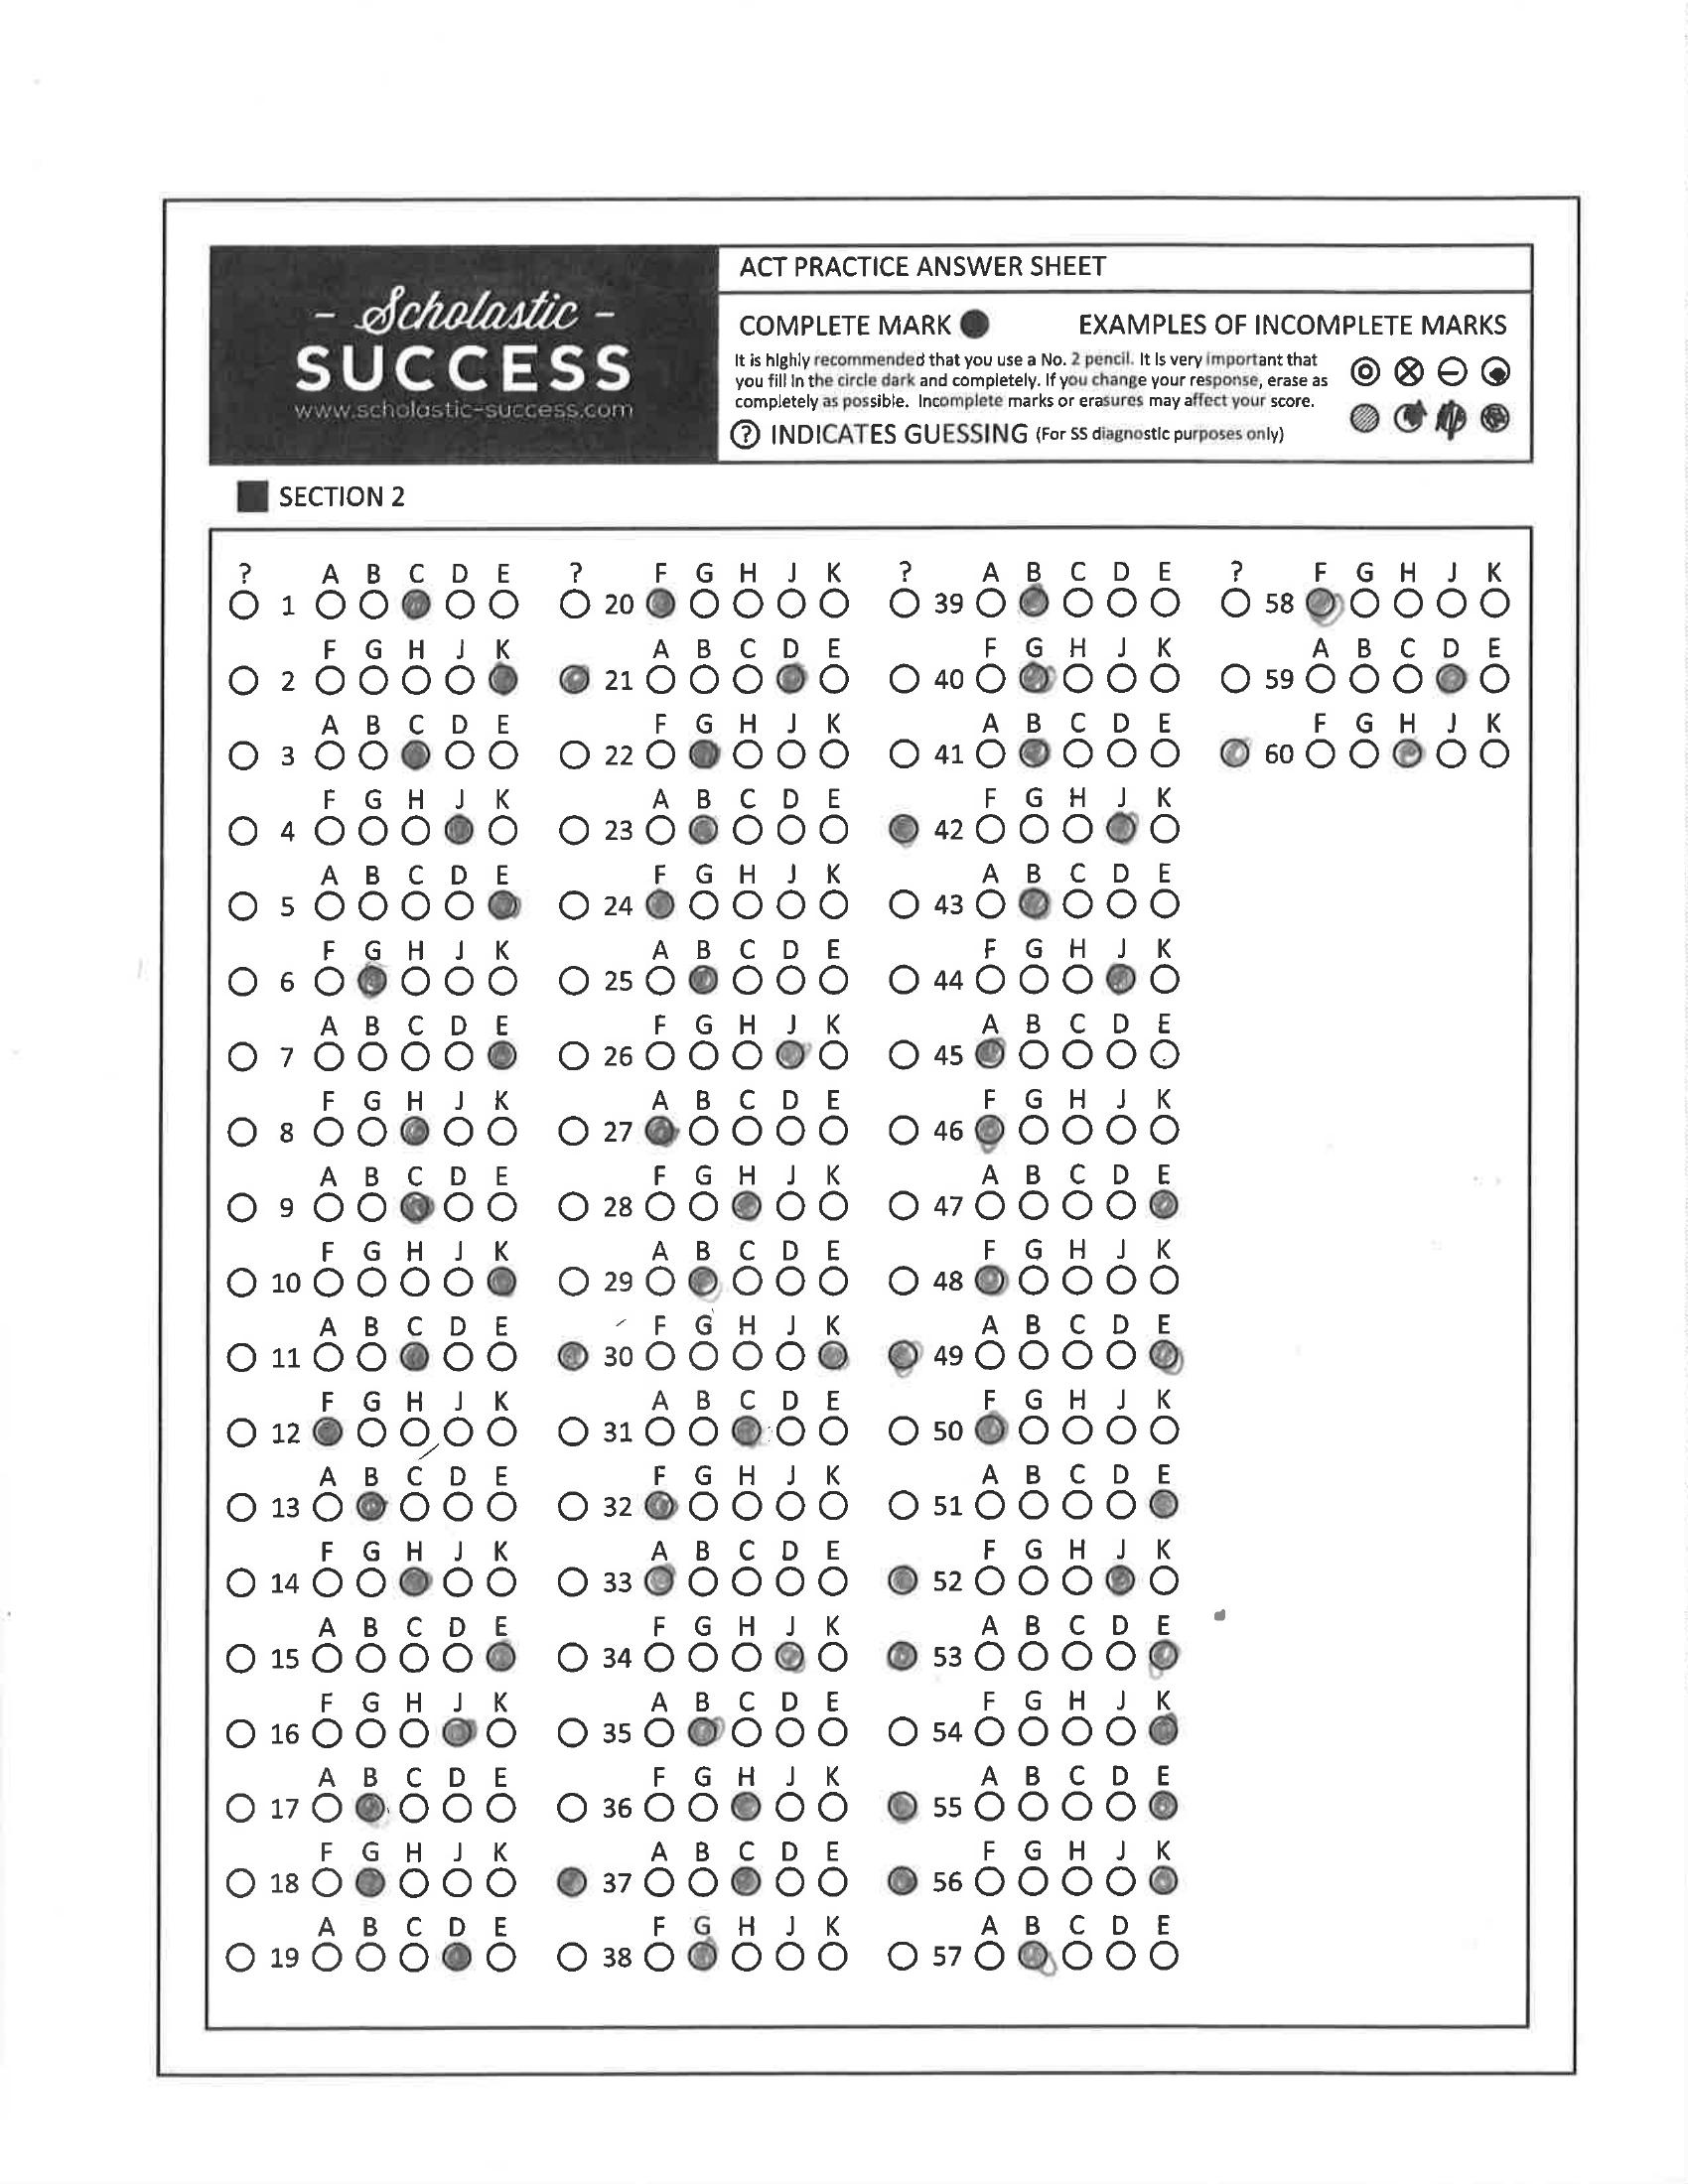 - Scholastic -
SUCCESS
www.scholastic-success.com
ACT PRACTICE ANSWER SHEET
COMPLETE MARK EXAMPLES OF INCOMPLETE MARKS
It is highly recommended that you use a No. 2 pencil. It is very important that
you fill in the circle dark and completely. If you change your response, erase as
completely as possible. Incomplete marks or erasures may affect your score.
? INDICATES GUESSING (For SS diagnostic purposes only)
SECTION 2
? A B C D E
1
F G H J K
2
A B C D E
3
F G H J K
4
A B C D E
5
F G H J K
6
A B C D E
7
F G H J K
8
A B C D E
9
F G H J K
10
A B C D E
11
F G H J K
12
A B C D E
13
F G H J K
14
A B C D E
15
F G H J K
16
A B C D E
17
F G H J K
18
A B C D E
19
? F G H J K
20
A B C D E
21
F G H J K
22
A B C D E
23
F G H J K
24
A B C D E
25
F G H J K
26
A B C D E
27
F G H J K
28
A B C D E
29
F G H J K
30
A B C D E
31
F G H J K
32
A B C D E
33
F G H J K
34
A B C D E
35
F G H J K
36
A B C D E
37
F G H J K
38
? A B C D E
39
F G H J K
40
A B C D E
41
F G H J K
42
A B C D E
43
F G H J K
44
A B C D E
45
F G H J K
46
A B C D E
47
F G H J K
48
A B C D E
49
F G H J K
50
A B C D E
51
F G H J K
52
A B C D E
53
F G H J K
54
A B C D E
55
F G H J K
56
A B C D E
57
? F G H J K
58
A B C D E
59
F G H J K
60